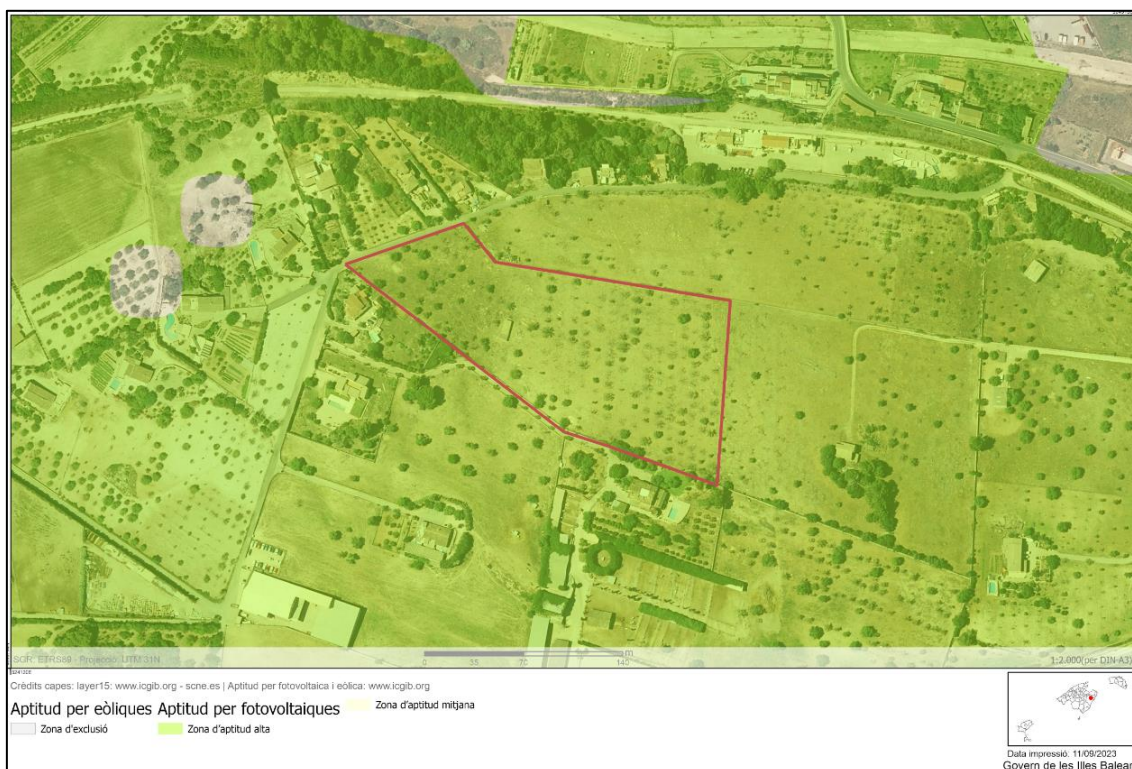 SGR: ETRS89 - Projecció: UTM 31N
m
0 35 70 140
1:2.000(per DIN-A3)
Crèdits capes: layer15: www.icgib.org - scne.es | Aptitud per fotovoltaica i eòlica: www.icgib.org
Aptitud per eòliques Aptitud per fotovoltaiques Zona d'aptitud mitjana
Zona d'exclusió Zona d'aptitud alta
Data impressió: 11/09/2023
Govern de les Illes Balear